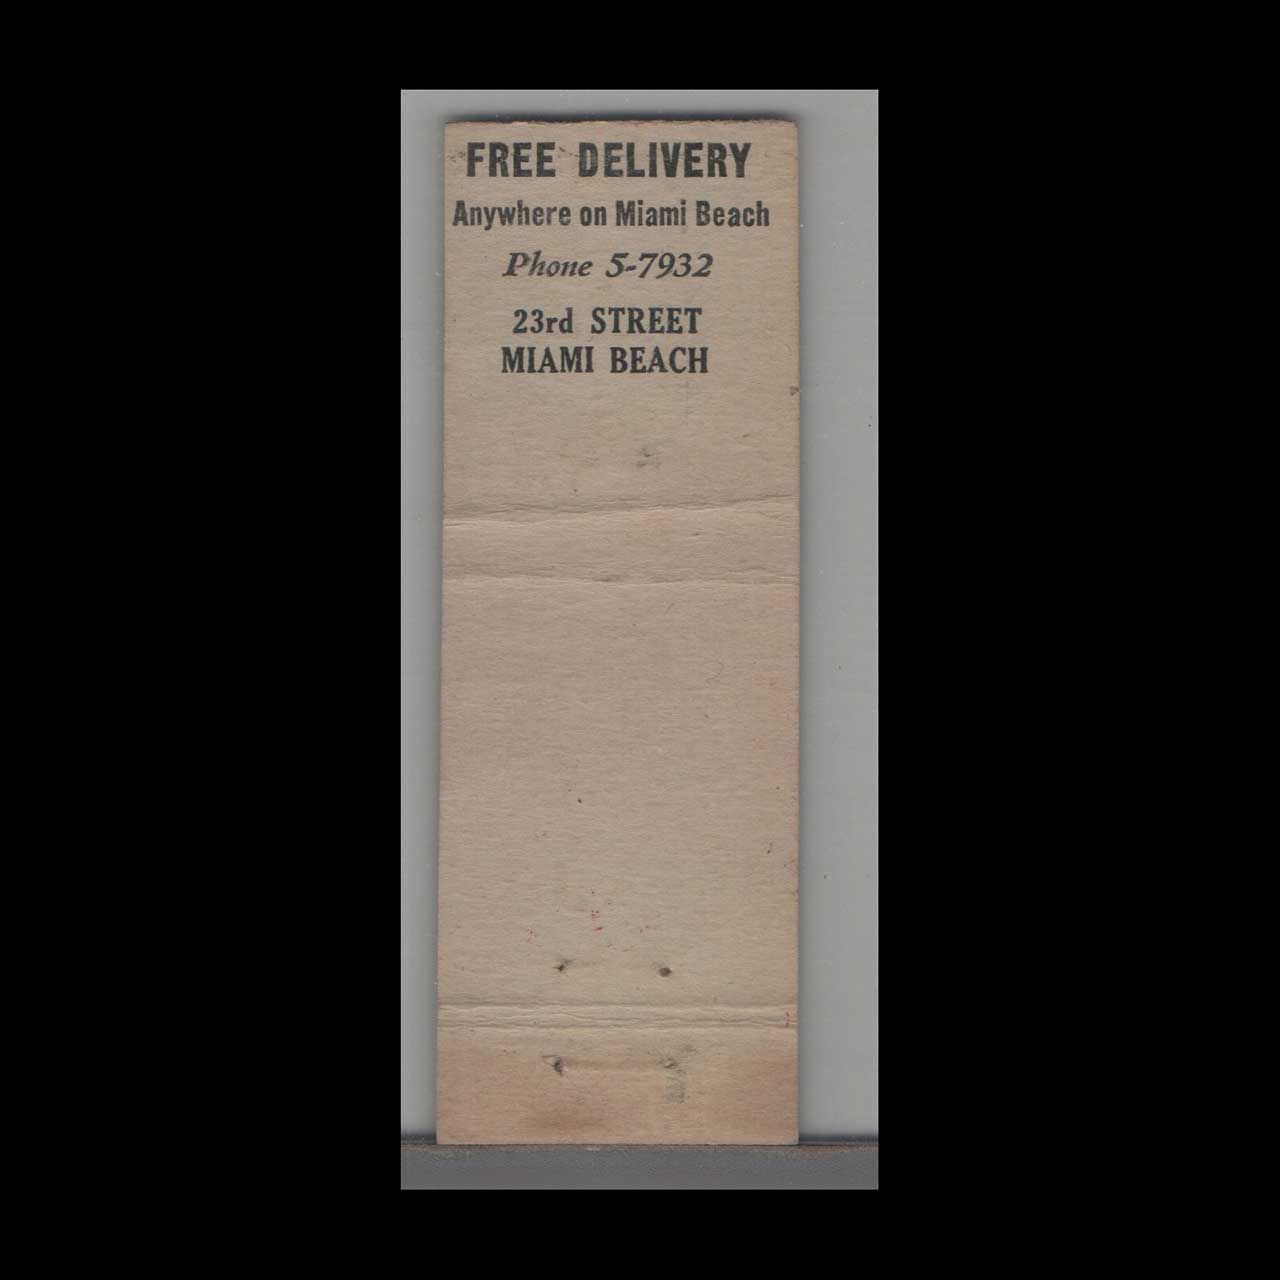 FREE DELIVERY
Anywhere on Miami Beach
Phone 5-7932
23rd STREET
MIAMI BEACH